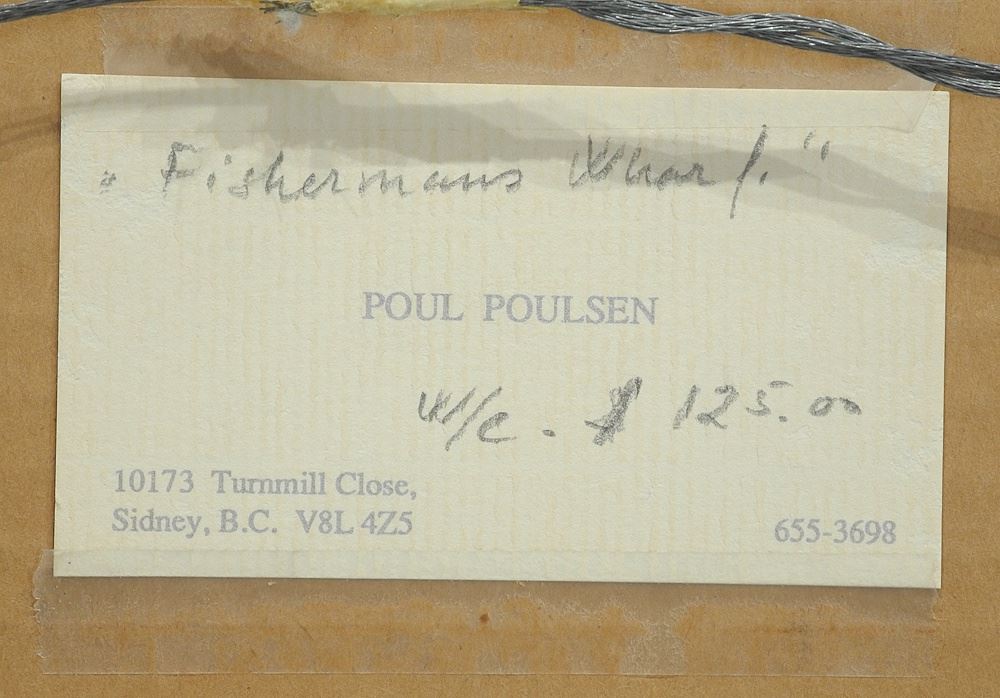 "Fishermans Wharf."
POUL POULSEN
W/c. $ 125.00
10173 Turnmill Close,
Sidney, B.C. V8L 4Z5
655-3698